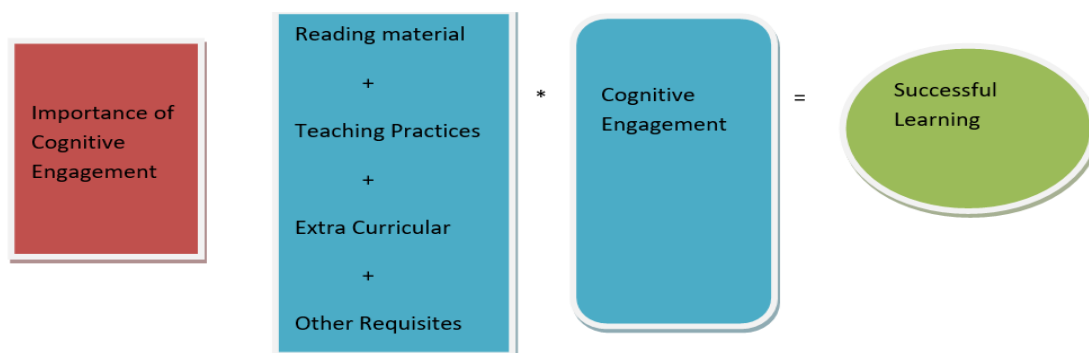 Importance of
Cognitive
Engagement
Reading material
+
Teaching Practices
+
Extra Curricular
+
Other Requisites
*
Cognitive
Engagement
=
Successful
Learning